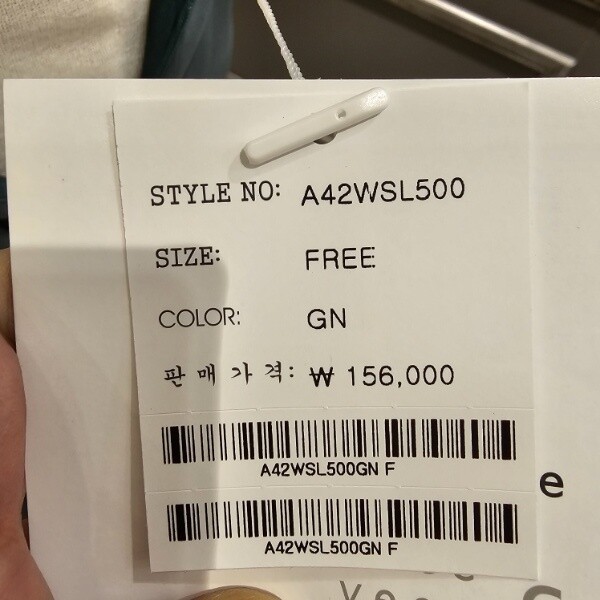 STYLE NO: A42WSL500
SIZE: FREE
COLOR: GN
판매가격: ₩ 156,000
A42WSL500GN F
e
A42WSL500GN F